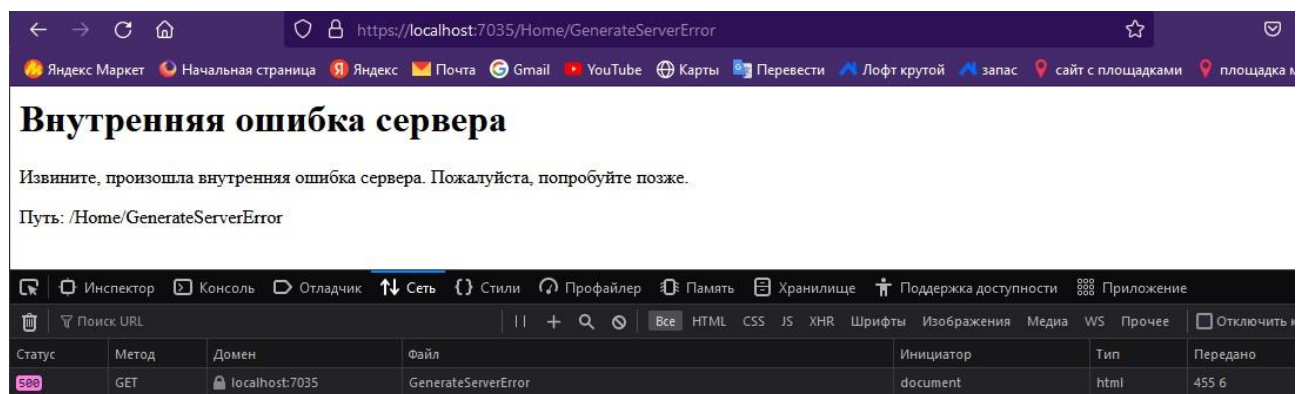 https://localhost:7035/Home/GenerateServerError
Яндекс Маркет Начальная страница Яндекс Почта Gmail YouTube Карты Перевести Лофт крутой запас сайт с площадками площадка
Внутренняя ошибка сервера
Извините, произошла внутренняя ошибка сервера. Пожалуйста, попробуйте позже.
Путь: /Home/GenerateServerError
Инспектор Консоль Отладчик Сеть Стили Профайлер Память Хранилище Поддержка доступности Приложение
Поиск URL Все HTML CSS JS XHR Шрифты Изображения Медиа WS Прочее Отключить
Статус Метод Домен Файл Инициатор Тип Передано
500 GET localhost:7035 GenerateServerError document html 455 б